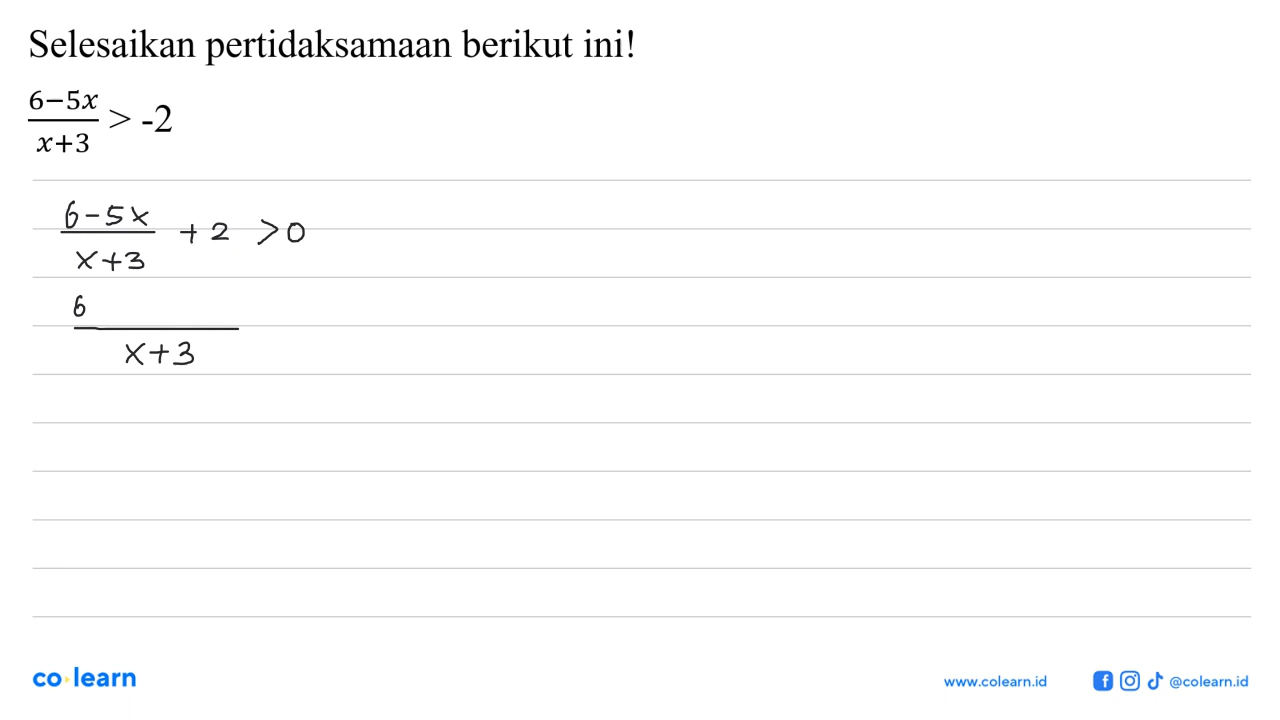 Selesaikan pertidaksamaan berikut ini!
6−5x
x+3
> -2
6-5x
x+3
+ 2 >0
6
x+3
co learn
www.colearn.id
@colearn.id